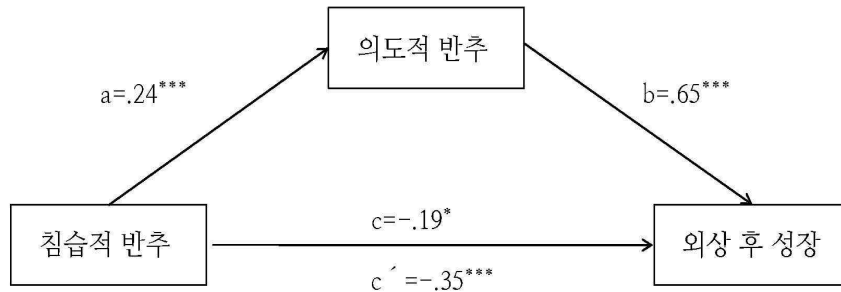 의도적 반추
a=.24***
b=.65***
침습적 반추
c=-.19*
외상 후 성장
c´=-.35***